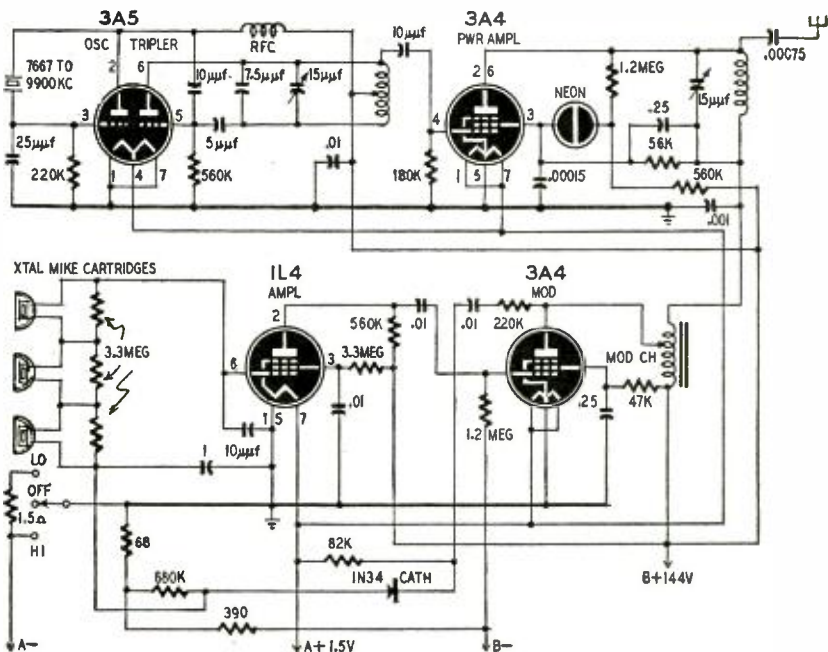 3A5
OSC TRIPLER
RFC
7667 TO
9900KC
2
6
3
5
1
4
7
25µµf
220K
10µµf
7.5µµf
15µµf
5µµf
560K
.01
10µµf
180K
3A4
PWR AMPL
2 6
4
3
1
5
7
NEON
1.2MEG
.00015
.25
56K
15µµf
560K
.001
.00C75
XTAL MIKE CARTRIDGES
3.3MEG
LO
OFF
1.5Ω
HI
1L4
AMPL
2
6
3
1
5
7
10µµf
1
3.3MEG
.01
560K
.01
.01
220K
3A4
MOD
1.2 MEG
.25
47K
MOD CH
68
680K
390
82K
1N34
CATH
A-
A+1.5V
B-
B+144V